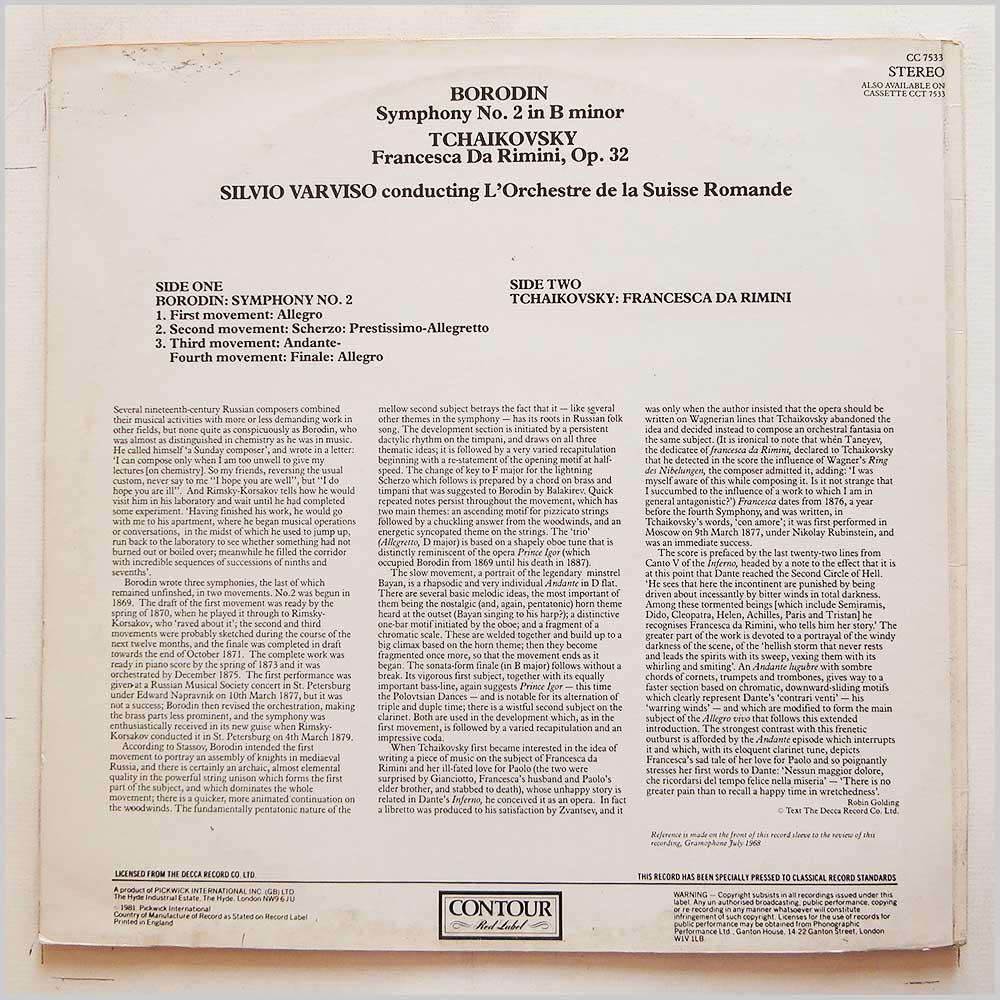 CC 7533
STEREO
ALSO AVAILABLE ON
CASSETTE CCT 7533
BORODIN
Symphony No. 2 in B minor
TCHAIKOVSKY
Francesca Da Rimini, Op. 32
SILVIO VARVISO conducting L'Orchestre de la Suisse Romande
SIDE ONE
BORODIN: SYMPHONY NO. 2
1. First movement: Allegro
2. Second movement: Scherzo: Prestissimo-Allegretto
3. Third movement: Andante-
Fourth movement: Finale: Allegro
SIDE TWO
TCHAIKOVSKY: FRANCESCA DA RIMINI
Several nineteenth-century Russian composers combined
their musical activities with more or less demanding work in
other fields, but none quite as conspicuously as Borodin, who
was almost as distinguished in chemistry as he was in music.
He called himself 'a Sunday composer', and wrote in a letter:
'I can compose only when I am too unwell to give my
lectures [on chemistry]. So my friends, reversing the usual
custom, never say to me "I hope you are well", but "I do
hope you are ill". And Rimsky-Korsakov tells how he would
visit him in his laboratory and wait until he had completed
some experiment. 'Having finished his work, he would go
with me to his apartment, where he began musical operations
or conversations, in the midst of which he used to jump up,
run back to the laboratory to see whether something had not
burned out or boiled over; meanwhile he filled the corridor
with incredible sequences of successions of ninths and
sevenths'.
Borodin wrote three symphonies, the last of which
remained unfinshed, in two movements. No.2 was begun in
1869. The draft of the first movement was ready by the
spring of 1870, when he played it through to Rimsky-
Korsakov, who 'raved about it'; the second and third
movements were probably sketched during the course of the
next twelve months, and the finale was completed in draft
towards the end of October 1871. The complete work was
ready in piano score by the spring of 1873 and it was
orchestrated by December 1875. The first performance was
given at a Russian Musical Society concert in St. Petersburg
under Edward Napravnik on 10th March 1877, but it was
not a success; Borodin then revised the orchestration, making
the brass parts less prominent, and the symphony was
enthusiastically received in its new guise when Rimsky-
Korsakov conducted it in St. Petersburg on 4th March 1879.
According to Stassov, Borodin intended the first
movement to portray an assembly of knights in mediaeval
Russia, and there is certainly an archaic, almost elemental
quality in the powerful string unison which forms the first
part of the subject, and which dominates the whole
movement; there is a quicker, more animated continuation on
the woodwinds. The fundamentally pentatonic nature of the
mellow second subject betrays the fact that it — like several
other themes in the symphony — has its roots in Russian folk
song. The development section is initiated by a persistent
dactylic rhythm on the timpani, and draws on all three
thematic ideas; it is followed by a very varied recapitulation
beginning with a re-statement of the opening motif at half-
speed. The change of key to F major for the lightning
Scherzo which follows is prepared by a chord on brass and
timpani that was suggested to Borodin by Balakirev. Quick
repeated notes persist throughout the movement, which has
two main themes: an ascending motif for pizzicato strings
followed by a chuckling answer from the woodwinds, and an
energetic syncopated theme on the strings. The 'trio'
(Allegretto, D major) is based on a shapely oboe tune that is
distinctly reminiscent of the opera Prince Igor (which
occupied Borodin from 1869 until his death in 1887).
The slow movement, a portrait of the legendary minstrel
Bayan, is a rhapsodic and very individual Andante in D flat.
There are several basic melodic ideas, the most important of
them being the nostalgic (and, again, pentatonic) horn theme
heard at the outset (Bayan singing to his harp?); a distinctive
one-bar motif initiated by the oboe; and a fragment of a
chromatic scale. These are welded together and build up to a
big climax based on the horn theme; then they become
fragmented once more, so that the movement ends as it
began. The sonata-form finale (in B major) follows without a
break. Its vigorous first subject, together with its equally
important bass-line, again suggests Prince Igor — this time
the Polovtsian Dances — and is notable for its alternation of
triple and duple time; there is a wistful second subject on the
clarinet. Both are used in the development which, as in the
first movement, is followed by a varied recapitulation and an
impressive coda.
When Tchaikovsky first became interested in the idea of
writing a piece of music on the subject of Francesca da
Rimini and her ill-fated love for Paolo (the two were
surprised by Gianciotto, Francesca's husband and Paolo's
elder brother, and stabbed to death), whose unhappy story is
related in Dante's Inferno, he conceived it as an opera. In fact
a libretto was produced to his satisfaction by Zvantsev, and it
was only when the author insisted that the opera should be
written on Wagnerian lines that Tchaikovsky abandoned the
idea and decided instead to compose an orchestral fantasia on
the same subject. (It is ironical to note that when Taneyev,
the dedicatee of francesca da Rimini, declared to Tchaikovsky
that he detected in the score the influence of Wagner's Ring
des Nibelungen, the composer admitted it, adding: 'I was
myself aware of this while composing it. Is it not strange that
I succumbed to the influence of a work to which I am in
general antagonistic?') Francesca dates from 1876, a year
before the fourth Symphony, and was written, in
Tchaikovsky's words, 'con amore'; it was first performed in
Moscow on 9th March 1877, under Nikolay Rubinstein, and
was an immediate success.
The score is prefaced by the last twenty-two lines from
Canto V of the Inferno, headed by a note to the effect that it is
at this point that Dante reached the Second Circle of Hell.
'He sees that here the incontinent are punished by being
driven about incessantly by bitter winds in total darkness.
Among these tormented beings [which include Semiramis,
Dido, Cleopatra, Helen, Achilles, Paris and Tristan] he
recognises Francesca da Rimini, who tells him her story.' The
greater part of the work is devoted to a portrayal of the windy
darkness of the scene, of the 'hellish storm that never rests
and leads the spirits with its sweep, vexing them with its
whirling and smiting'. An Andante lugubre with sombre
chords of cornets, trumpets and trombones, gives way to a
faster section based on chromatic, downward-sliding motifs
which clearly represent Dante's 'contrari venti' — his
'warring winds' — and which are modified to form the main
subject of the Allegro vivo that follows this extended
introduction. The strongest contrast with this frenetic
outburst is afforded by the Andante episode which interrupts
it and which, with its eloquent clarinet tune, depicts
Francesca's sad tale of her love for Paolo and so poignantly
stresses her first words to Dante: 'Nessun maggior dolore,
che ricordarsi del tempo felice nella miseria' — 'There is no
greater pain than to recall a happy time in wretchedness'.
Robin Golding
© Text The Decca Record Co. Ltd.
Reference is made on the front of this record sleeve to the review of this
recording, Gramophone July 1968
LICENSED FROM THE DECCA RECORD CO. LTD.
THIS RECORD HAS BEEN SPECIALLY PRESSED TO CLASSICAL RECORD STANDARDS
A product of PICKWICK INTERNATIONAL INC. (GB) LTD
The Hyde Industrial Estate, The Hyde, London NW9 6JU
1981 Pickwick International
Country of Manufacture of Record as Stated on Record Label
Printed in England
CONTOUR
Red Label
WARNING — Copyright subsists in all recordings issued under this
label. Any unauthorised broadcasting, public performance, copying
or re-recording in any manner whatsoever will constitute
infringement of such copyright. Licenses for the use of records for
public performance may be obtained from Phonographic
Performance Ltd., Ganton House, 14-22 Ganton Street, London
W1V 1LB